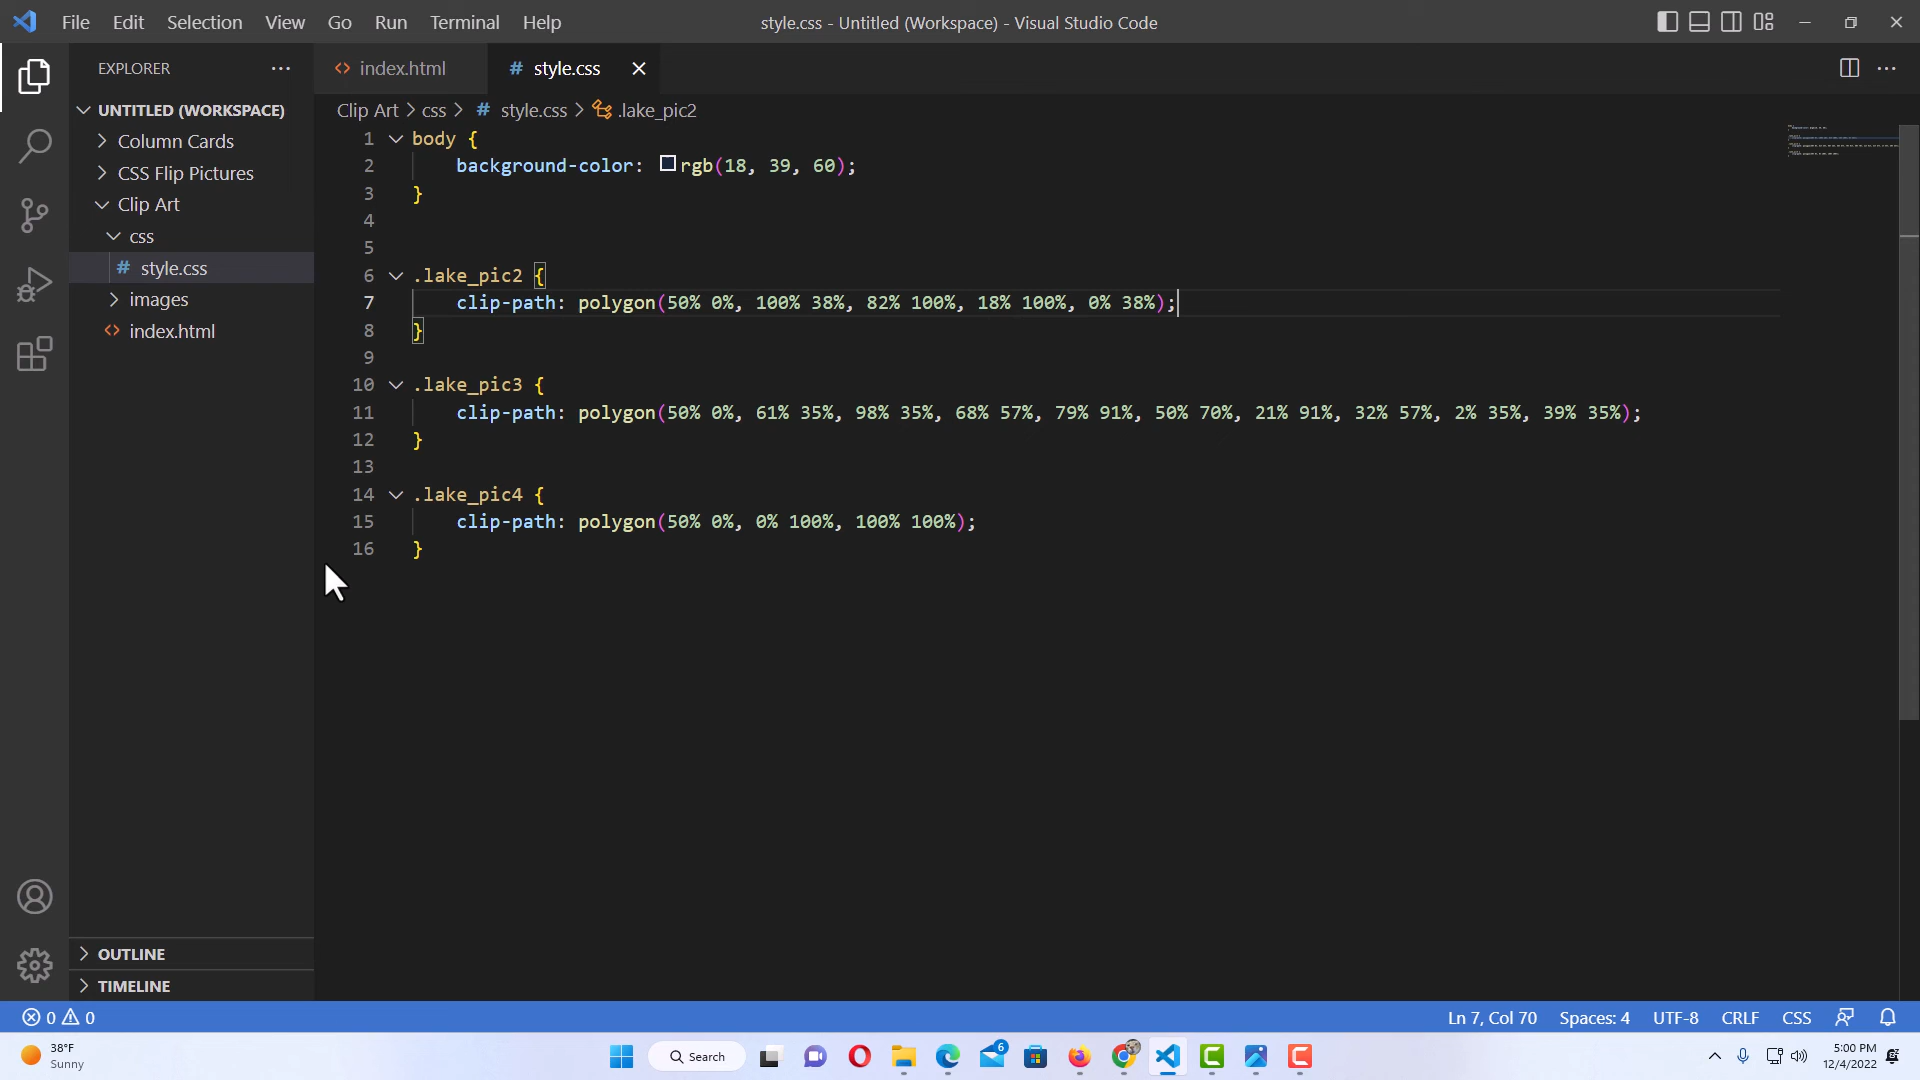 File Edit Selection View Go Run Terminal Help
style.css - Untitled (Workspace) - Visual Studio Code
EXPLORER
UNTITLED (WORKSPACE)
Column Cards
CSS Flip Pictures
Clip Art
css
# style.css
images
<> index.html
OUTLINE
TIMELINE
<> index.html
# style.css
Clip Art > css > # style.css > .lake_pic2
1 body {
2 background-color: rgb(18, 39, 60);
3 }
4
5
6 .lake_pic2 {
7 clip-path: polygon(50% 0%, 100% 38%, 82% 100%, 18% 100%, 0% 38%);
8 }
9
10 .lake_pic3 {
11 clip-path: polygon(50% 0%, 61% 35%, 98% 35%, 68% 57%, 79% 91%, 50% 70%, 21% 91%, 32% 57%, 2% 35%, 39% 35%);
12 }
13
14 .lake_pic4 {
15 clip-path: polygon(50% 0%, 0% 100%, 100% 100%);
16 }
0 0
Ln 7, Col 70 Spaces: 4 UTF-8 CRLF CSS
38°F
Sunny
Search
6
5:00 PM
12/4/2022